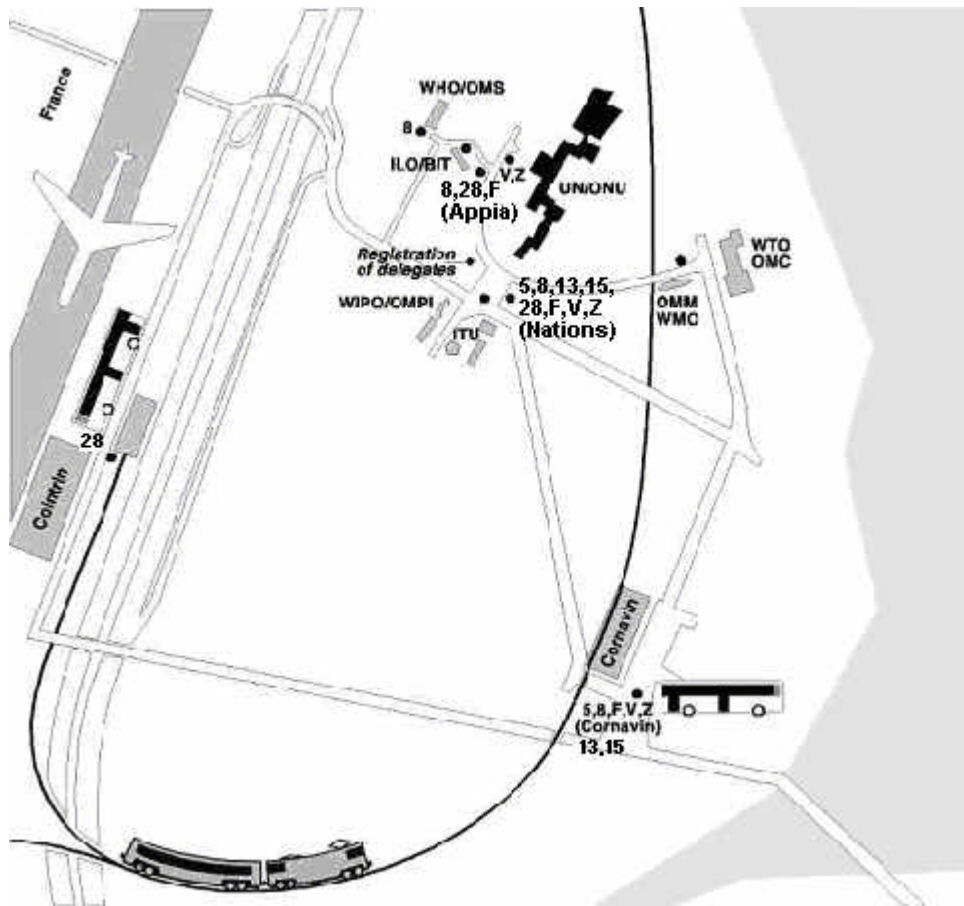 France
WHO/OMS
8
ILO/BIT
V,Z
8,28,F
(Appia)
UN/ONU
Registration
of delegates
WTO
OMC
5,8,13,15,
28,F,V,Z
(Nations)
WIPO/OMPI
ITU
OMM
WMO
28
Cointrin
Cornavin
5,8,F,V,Z
(Cornavin)
13,15